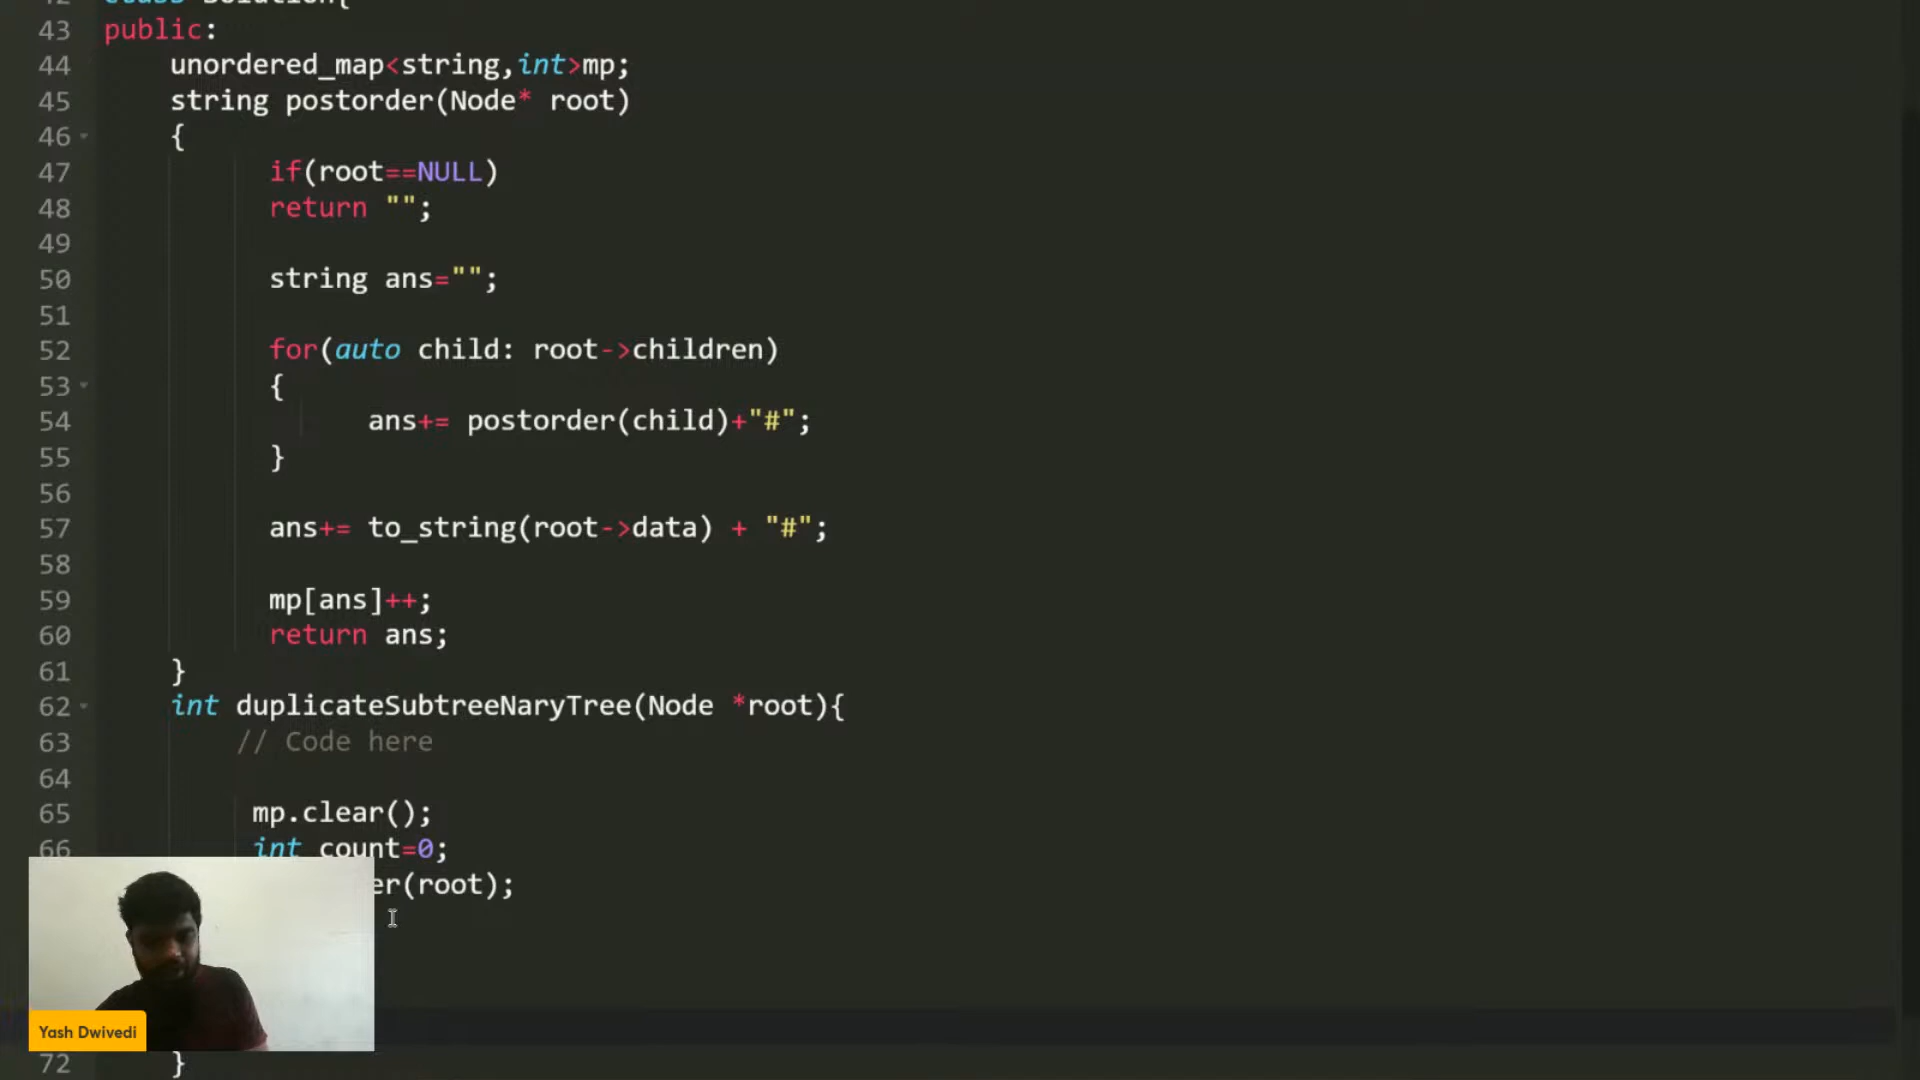 43 public:
44 unordered_map<string,int>mp;
45 string postorder(Node* root)
46 {
47 if(root==NULL)
48 return "";
49
50 string ans="";
51
52 for(auto child: root->children)
53 {
54 ans+= postorder(child)+"#";
55 }
56
57 ans+= to_string(root->data) + "#";
58
59 mp[ans]++;
60 return ans;
61 }
62 int duplicateSubtreeNaryTree(Node *root){
63 // Code here
64
65 mp.clear();
66 int count=0;
er(root);
Yash Dwivedi
72 }